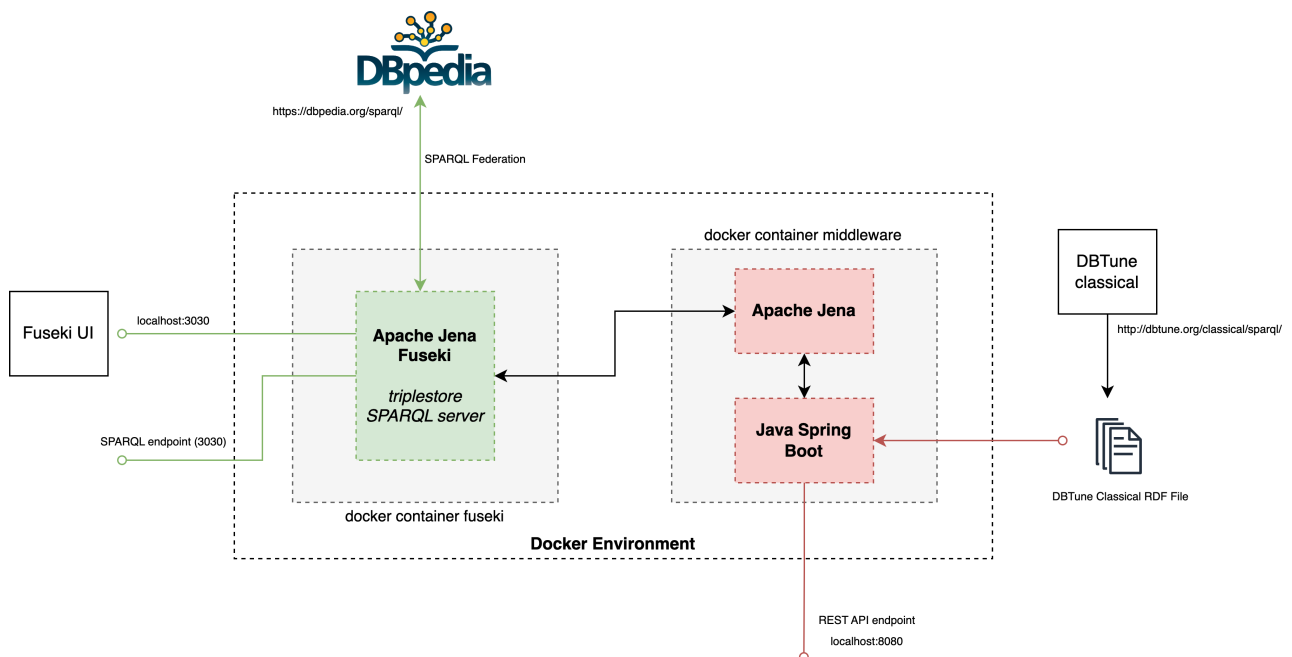 DBpedia
https://dbpedia.org/sparql/
SPARQL Federation
docker container middleware
DBTune
classical
http://dbtune.org/classical/sparql/
Fuseki UI
localhost:3030
Apache Jena
Fuseki
triplestore
SPARQL server
Apache Jena
Java Spring
Boot
SPARQL endpoint (3030)
DBTune Classical RDF File
docker container fuseki
Docker Environment
REST API endpoint
localhost:8080